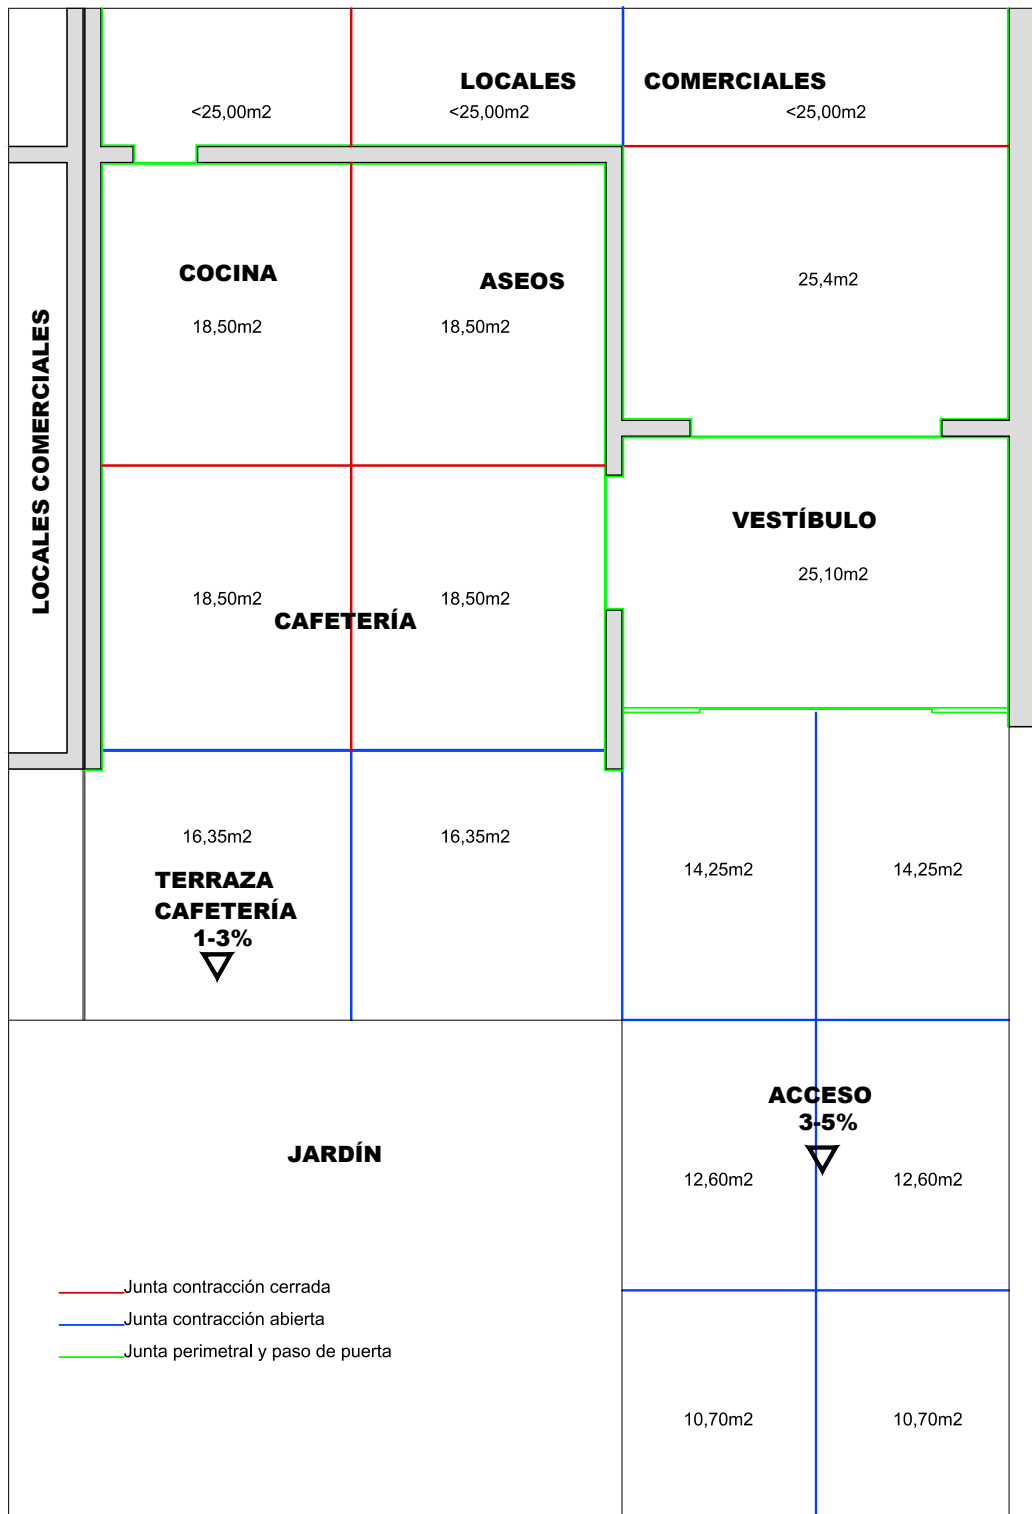 LOCALES COMERCIALES
<25,00m2 <25,00m2 <25,00m2
COCINA
ASEOS
25,4m2
18,50m2 18,50m2
LOCALES COMERCIALES
VESTÍBULO
25,10m2
18,50m2 18,50m2
CAFETERÍA
16,35m2 16,35m2
14,25m2 14,25m2
TERRAZA
CAFETERÍA
1-3%
ACCESO
3-5%
JARDÍN
12,60m2 12,60m2
Junta contracción cerrada
Junta contracción abierta
Junta perimetral y paso de puerta
10,70m2 10,70m2